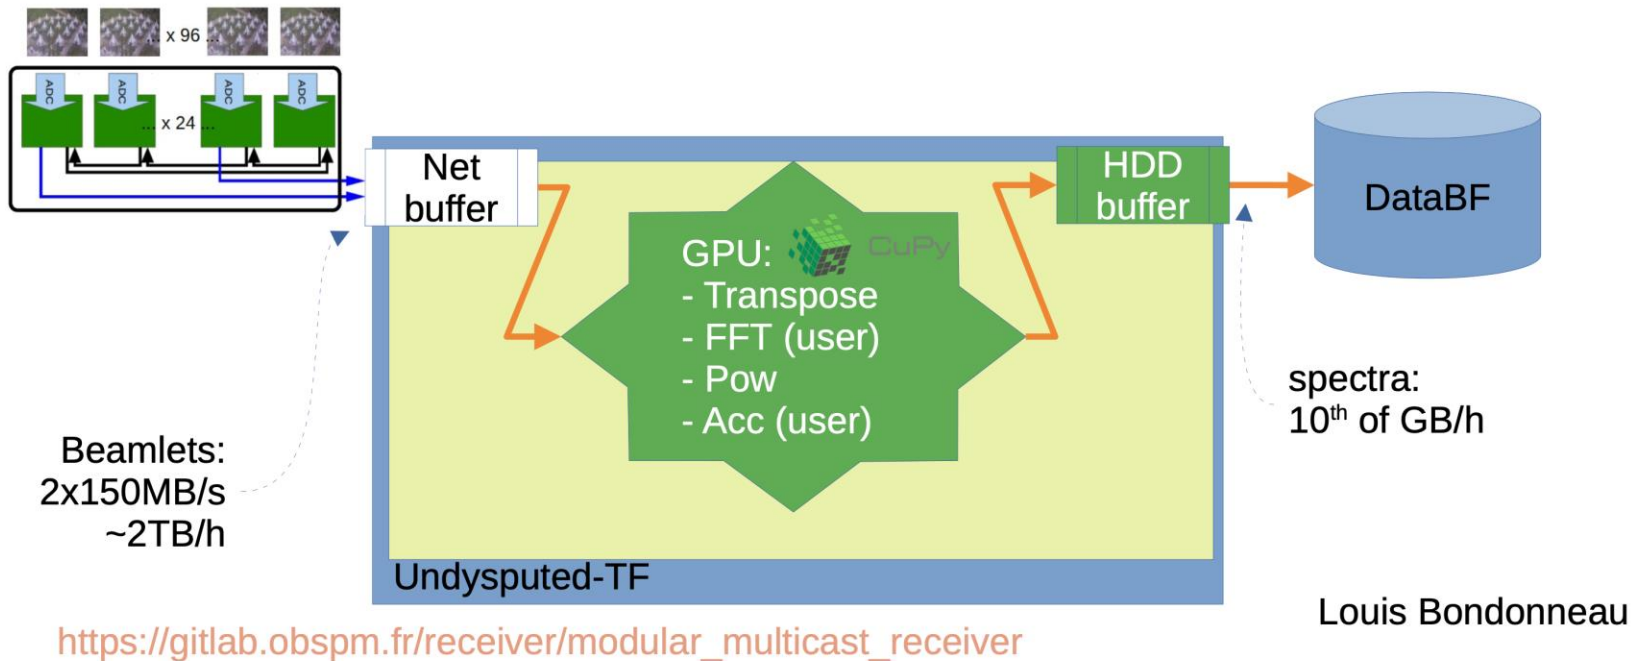 ... x 96 ...
ADC
ADC
ADC
ADC
... x 24 ...
Net
buffer
HDD
buffer
DataBF
GPU:
CuPy
- Transpose
- FFT (user)
- Pow
- Acc (user)
Beamlets:
2x150MB/s
~2TB/h
spectra:
10th of GB/h
Undysputed-TF
Louis Bondonneau
https://gitlab.obspm.fr/receiver/modular_multicast_receiver